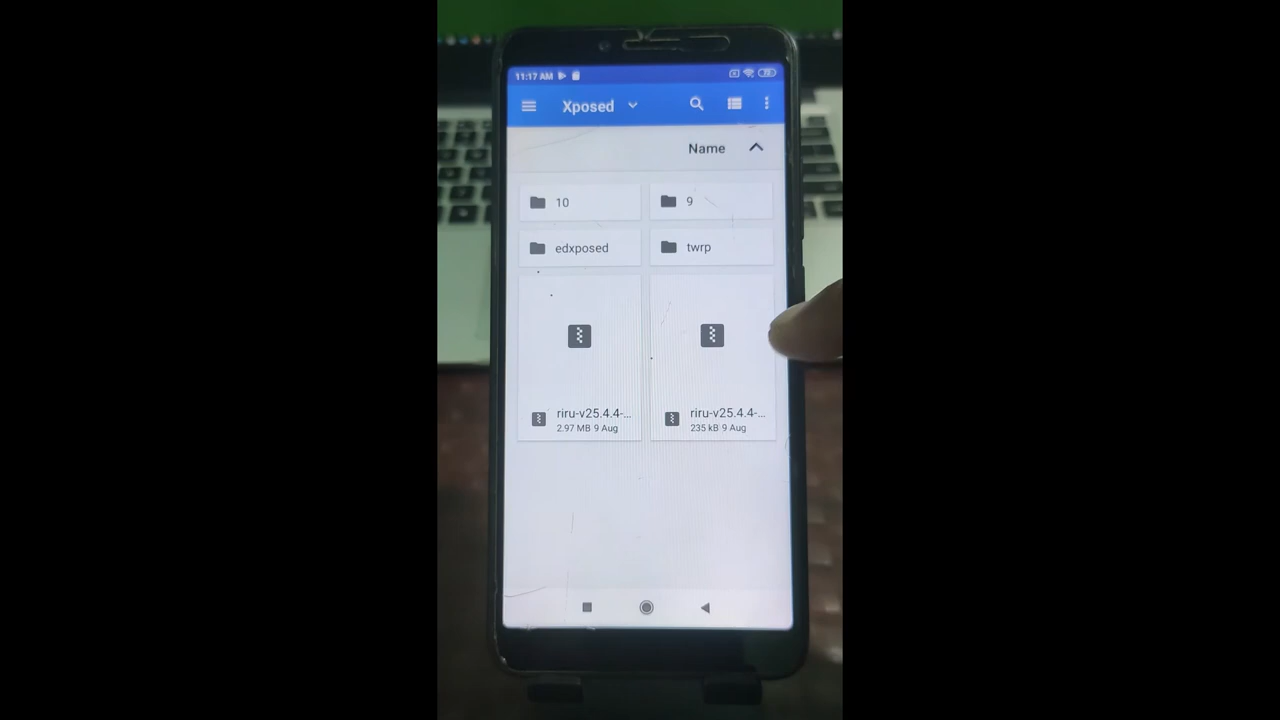 11:17 AM
Xposed
Name
10
9
edxposed
twrp
riru-v25.4.4-...
2.97 MB 9 Aug
riru-v25.4.4-...
235 kB 9 Aug